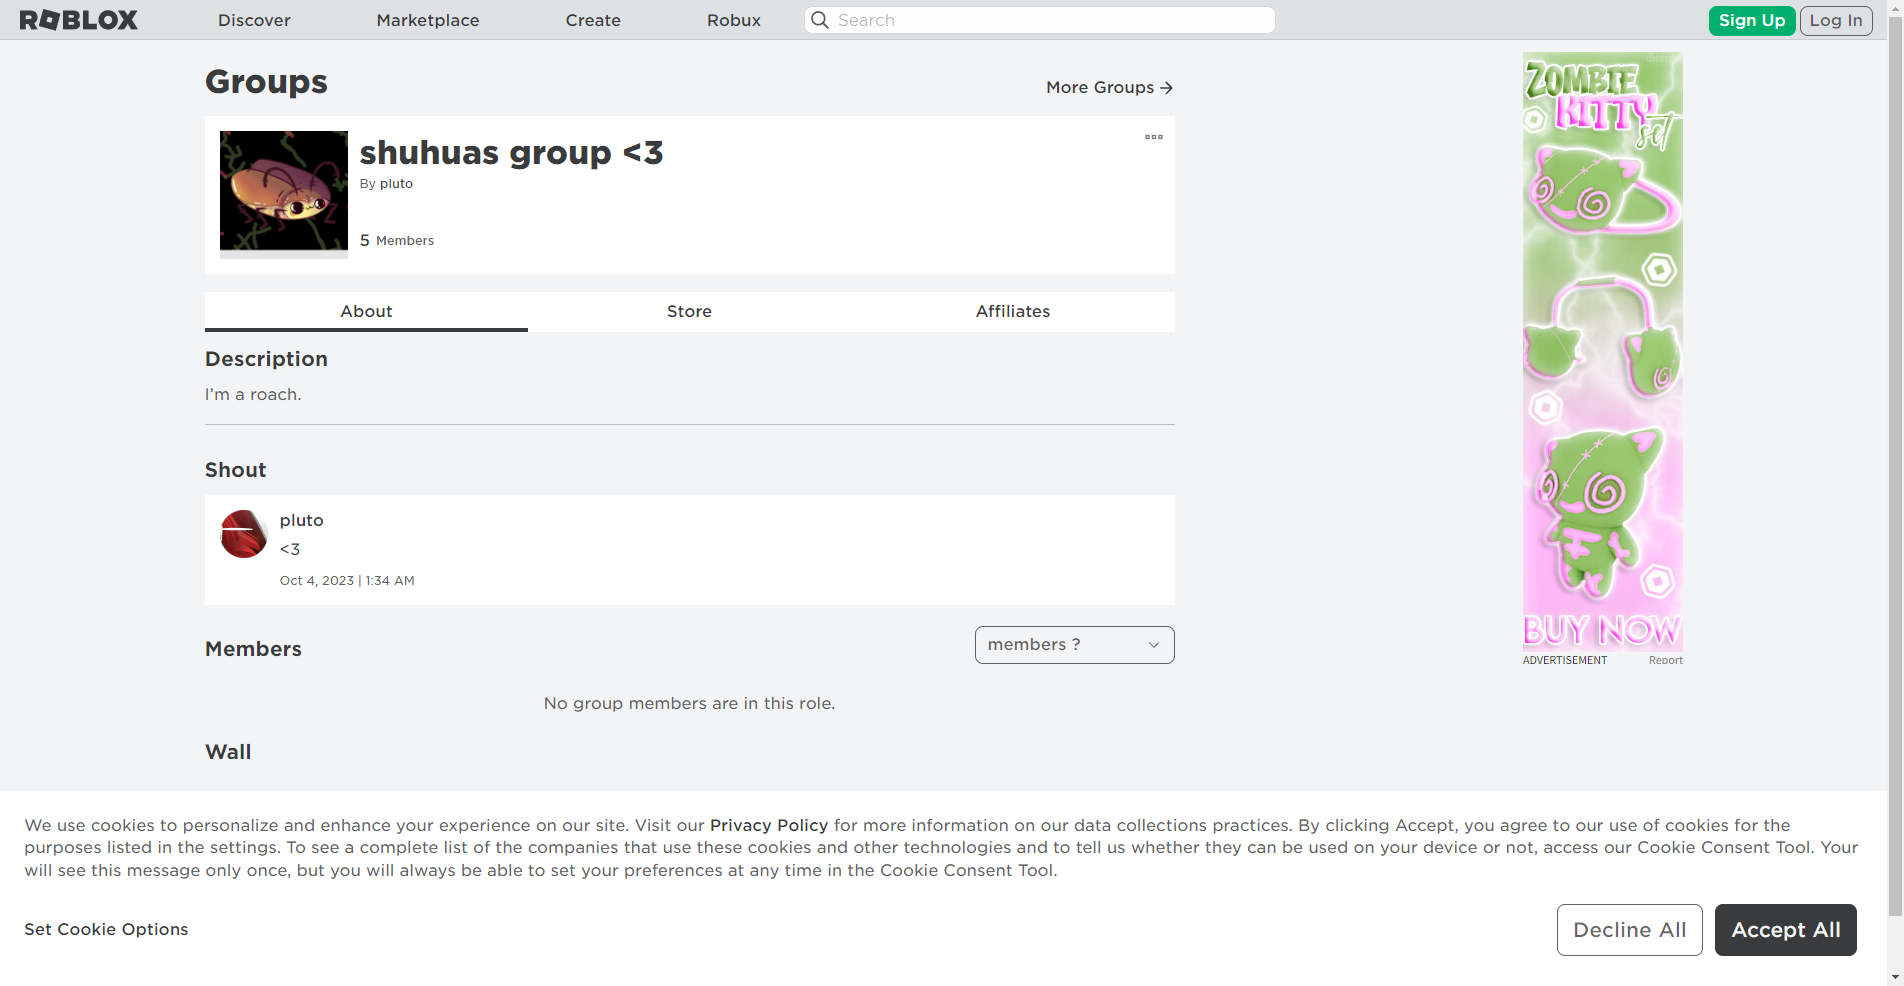 ROBLOX
Discover
Marketplace
Create
Robux
Search
Sign Up
Log In
Groups
More Groups
shuhuas group <3
By pluto
5 Members
About
Store
Affiliates
Description
I'm a roach.
Shout
pluto
<3
Oct 4, 2023 | 1:34 AM
Members
members ?
No group members are in this role.
Wall
ZOMBIE
KITTY
set
BUY NOW
ADVERTISEMENT
Report
We use cookies to personalize and enhance your experience on our site. Visit our Privacy Policy for more information on our data collections practices. By clicking Accept, you agree to our use of cookies for the
purposes listed in the settings. To see a complete list of the companies that use these cookies and other technologies and to tell us whether they can be used on your device or not, access our Cookie Consent Tool. Your
will see this message only once, but you will always be able to set your preferences at any time in the Cookie Consent Tool.
Set Cookie Options
Decline All
Accept All